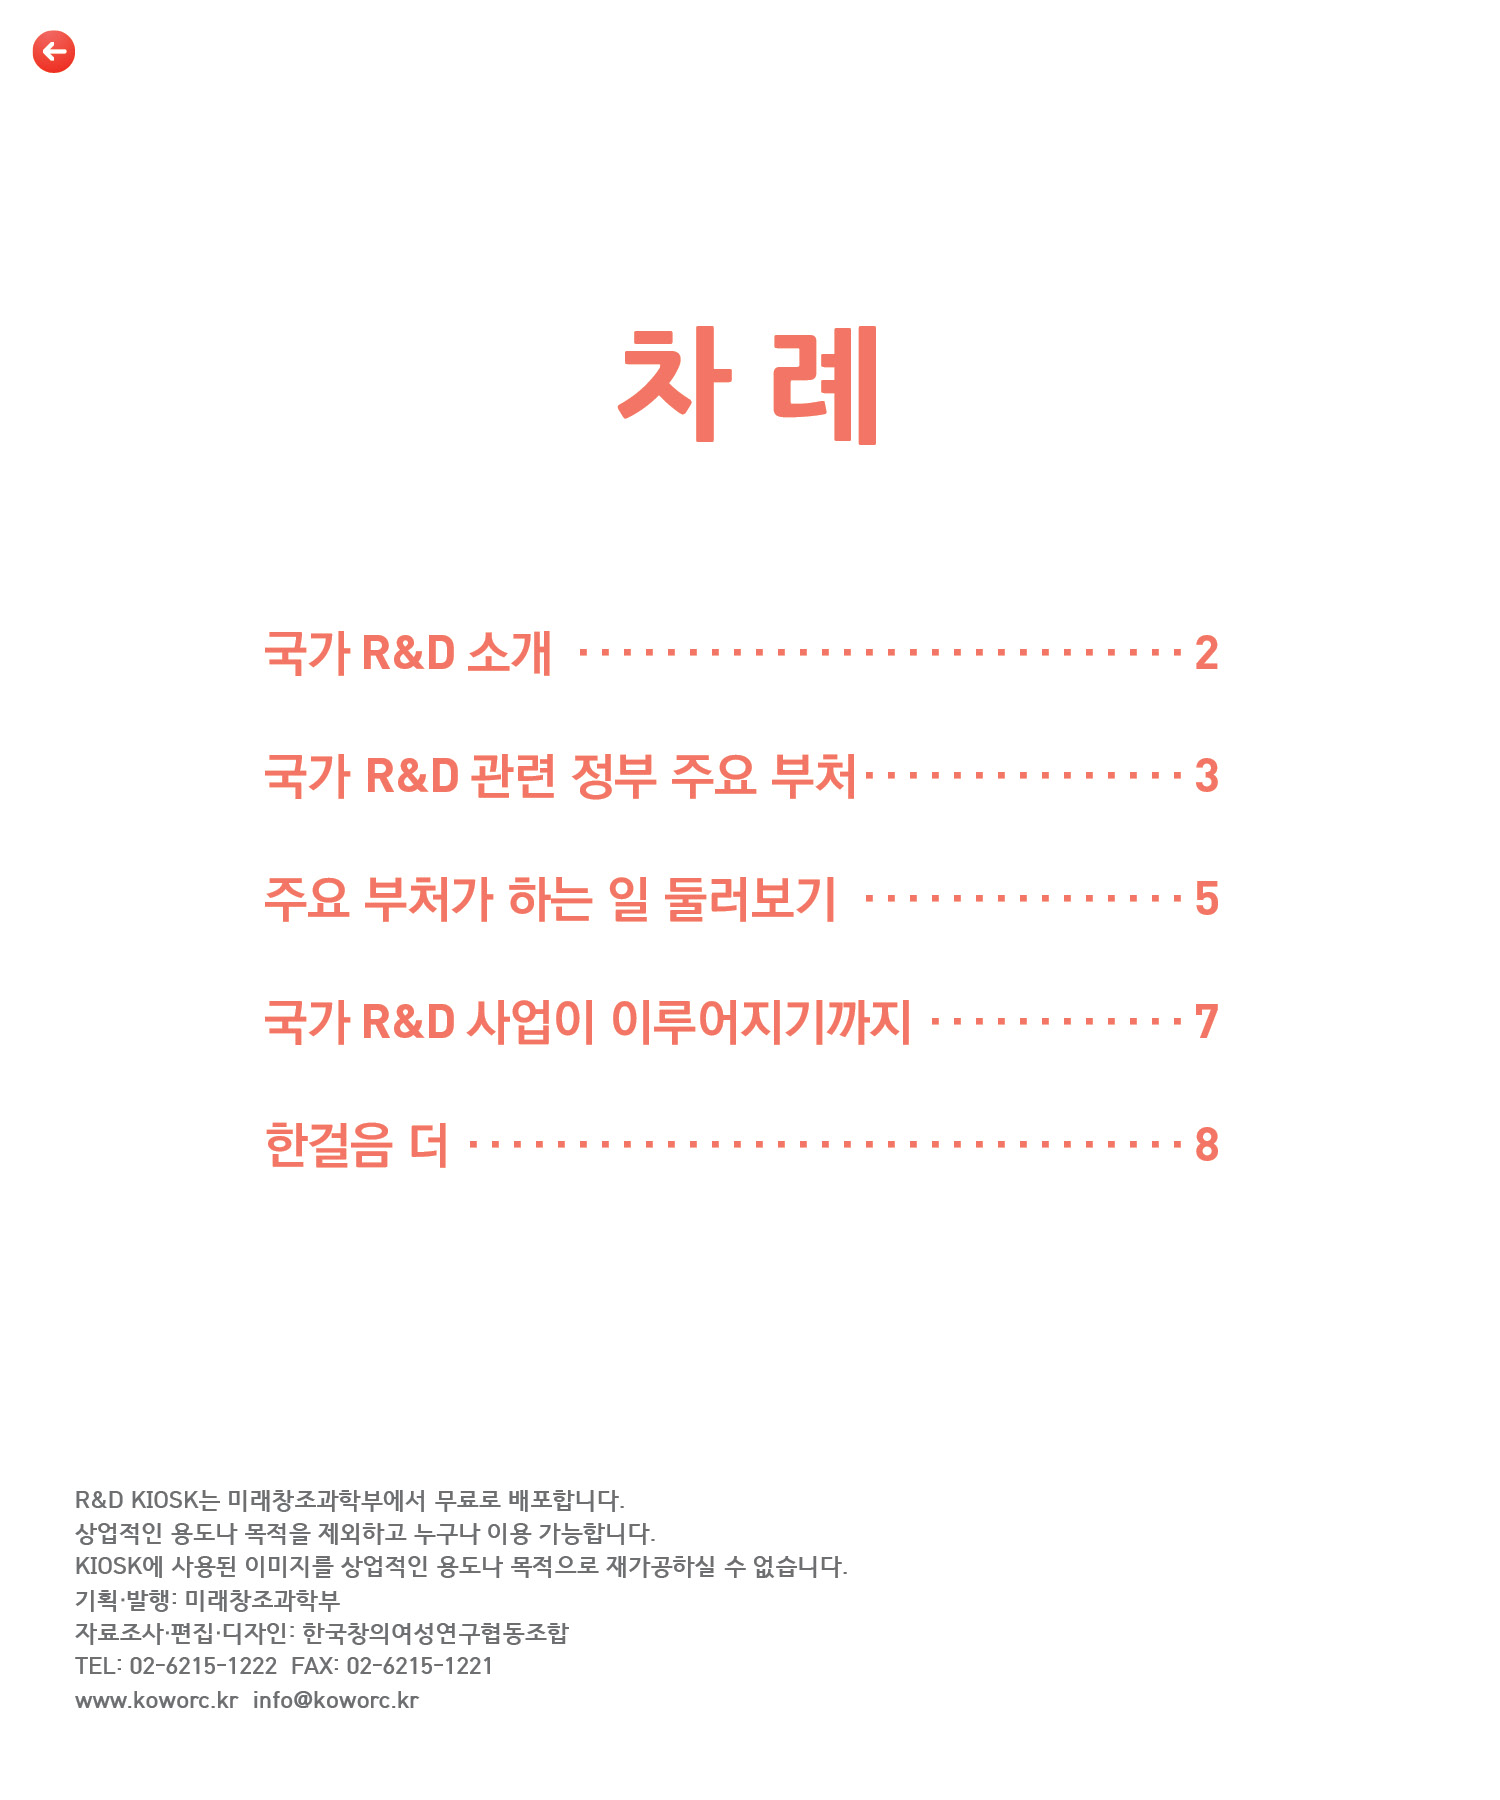 차 례
국가 R&D 소개 ··························· 2
국가 R&D 관련 정부 주요 부처 ··············· 3
주요 부처가 하는 일 둘러보기 ··············· 5
국가 R&D 사업이 이루어지기까지 ············ 7
한걸음 더 ································· 8
R&D KIOSK는 미래창조과학부에서 무료로 배포합니다.
상업적인 용도나 목적을 제외하고 누구나 이용 가능합니다.
KIOSK에 사용된 이미지를 상업적인 용도나 목적으로 재가공하실 수 없습니다.
기획·발행: 미래창조과학부
자료조사·편집·디자인: 한국창의여성연구협동조합
TEL: 02-6215-1222 FAX: 02-6215-1221
www.koworc.kr info@koworc.kr